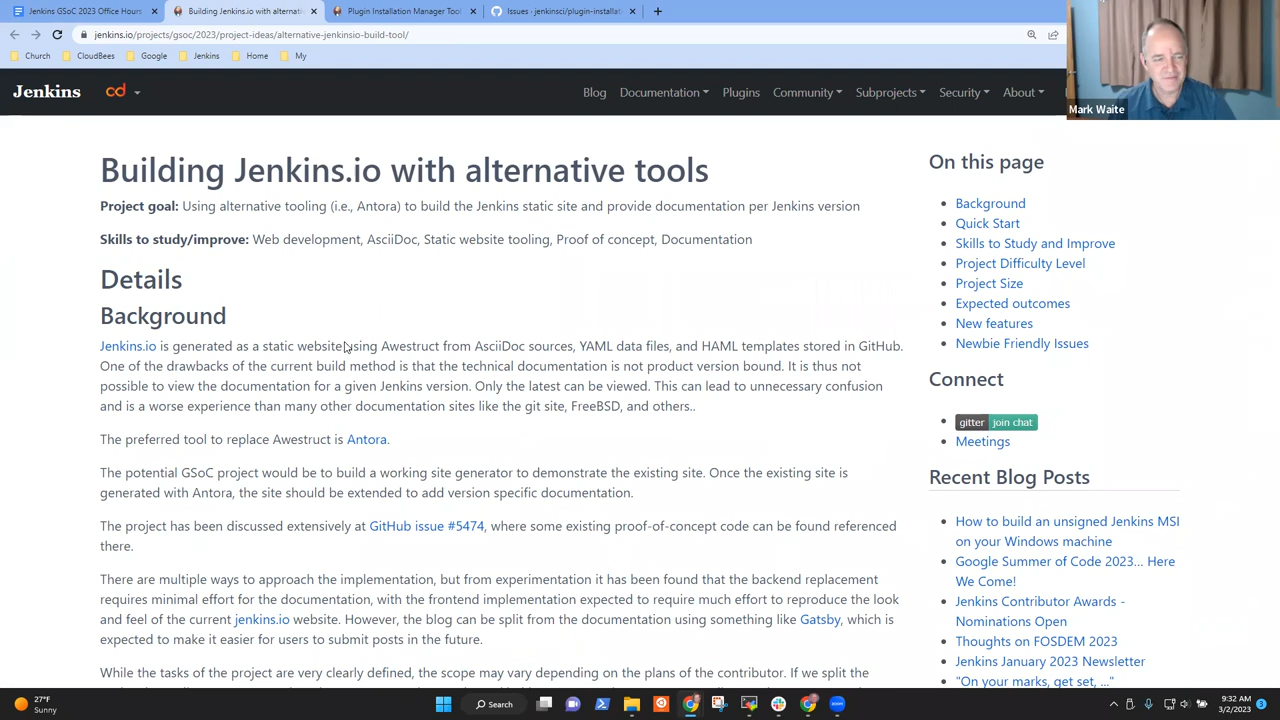 Jenkins GSoC 2023 Office Hours
Building Jenkins.io with alternativ
Plugin Installation Manager Tool
Issues · jenkinsci/plugin-installat
jenkins.io/projects/gsoc/2023/project-ideas/alternative-jenkinsio-build-tool/
Church
CloudBees
Google
Jenkins
Home
My
Mark Waite
Jenkins
cd
Blog
Documentation
Plugins
Community
Subprojects
Security
About
Building Jenkins.io with alternative tools
Project goal: Using alternative tooling (i.e., Antora) to build the Jenkins static site and provide documentation per Jenkins version
Skills to study/improve: Web development, AsciiDoc, Static website tooling, Proof of concept, Documentation
Details
Background
Jenkins.io is generated as a static website using Awestruct from AsciiDoc sources, YAML data files, and HAML templates stored in GitHub.
One of the drawbacks of the current build method is that the technical documentation is not product version bound. It is thus not
possible to view the documentation for a given Jenkins version. Only the latest can be viewed. This can lead to unnecessary confusion
and is a worse experience than many other documentation sites like the git site, FreeBSD, and others..
The preferred tool to replace Awestruct is Antora.
The potential GSoC project would be to build a working site generator to demonstrate the existing site. Once the existing site is
generated with Antora, the site should be extended to add version specific documentation.
The project has been discussed extensively at GitHub issue #5474, where some existing proof-of-concept code can be found referenced
there.
There are multiple ways to approach the implementation, but from experimentation it has been found that the backend replacement
requires minimal effort for the documentation, with the frontend implementation expected to require much effort to reproduce the look
and feel of the current jenkins.io website. However, the blog can be split from the documentation using something like Gatsby, which is
expected to make it easier for users to submit posts in the future.
While the tasks of the project are very clearly defined, the scope may vary depending on the plans of the contributor. If we split the
On this page
Background
Quick Start
Skills to Study and Improve
Project Difficulty Level
Project Size
Expected outcomes
New features
Newbie Friendly Issues
Connect
gitter join chat
Meetings
Recent Blog Posts
How to build an unsigned Jenkins MSI
on your Windows machine
Google Summer of Code 2023... Here
We Come!
Jenkins Contributor Awards -
Nominations Open
Thoughts on FOSDEM 2023
Jenkins January 2023 Newsletter
"On your marks, get set, ..."
27°F
Sunny
Search
zoom
9:32 AM
3/2/2023